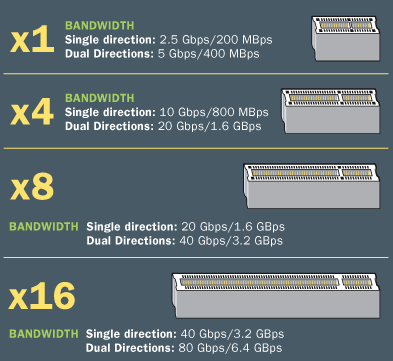 x1
BANDWIDTH
Single direction: 2.5 Gbps/200 MBps
Dual Directions: 5 Gbps/400 MBps
x4
BANDWIDTH
Single direction: 10 Gbps/800 MBps
Dual Directions: 20 Gbps/1.6 GBps
x8
BANDWIDTH Single direction: 20 Gbps/1.6 GBps
Dual Directions: 40 Gbps/3.2 GBps
x16
BANDWIDTH Single direction: 40 Gbps/3.2 GBps
Dual Directions: 80 Gbps/6.4 GBps